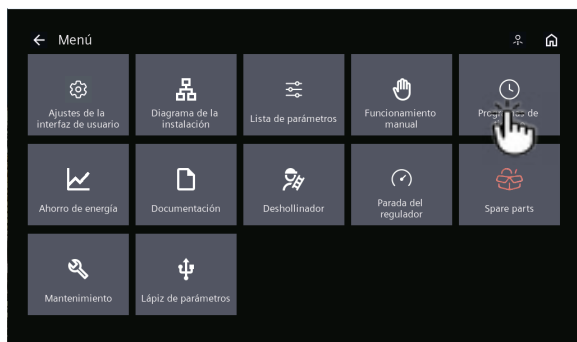 Menú
Ajustes de la
interfaz de usuario
Diagrama de la
instalación
Lista de parámetros
Funcionamiento
manual
de
Ahorro de energía
Documentación
Deshollinador
Parada del
regulador
Spare parts
Mantenimiento
Lápiz de parámetros